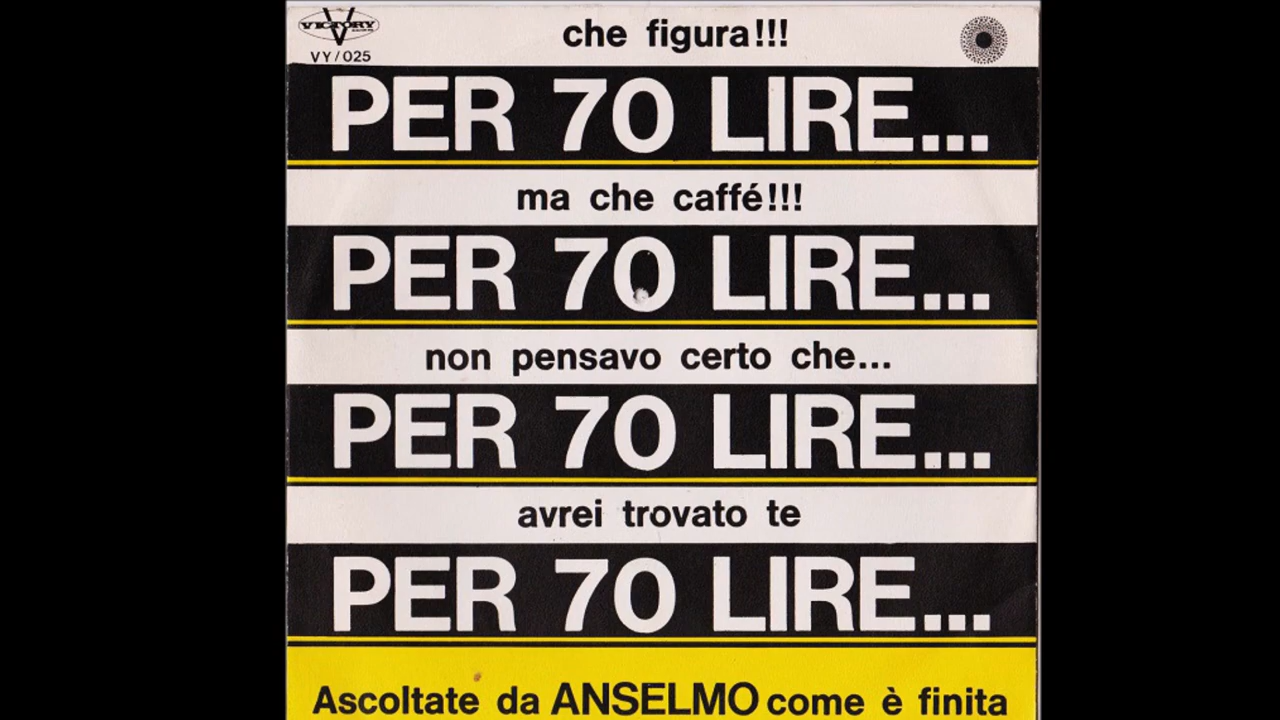 VICTORY
VY/025
che figura!!!
PER 70 LIRE...
ma che caffé!!!
PER 70 LIRE...
non pensavo certo che...
PER 70 LIRE...
avrei trovato te
PER 70 LIRE...
Ascoltate da ANSELMO come è finita